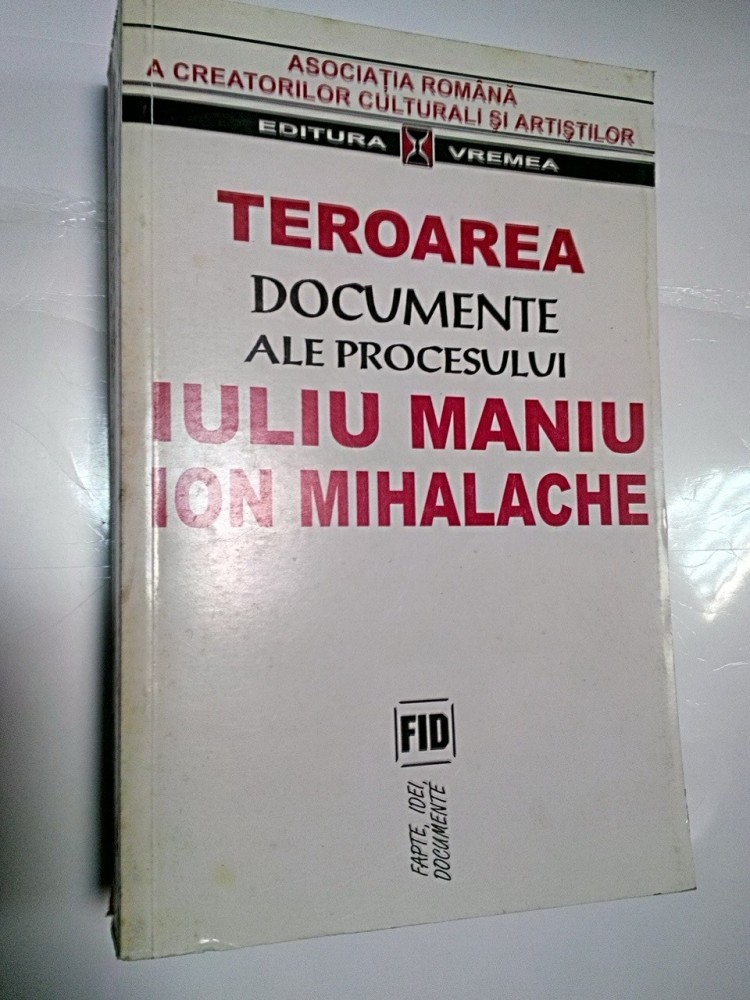 ASOCIAȚIA ROMÂNĂ
A CREATORILOR CULTURALI ȘI ARTIȘTILOR
EDITURA VREMEA
TEROAREA
DOCUMENTE
ALE PROCESULUI
IULIU MANIU
ION MIHALACHE
FID
FAPTE, IDEI,
DOCUMENTE